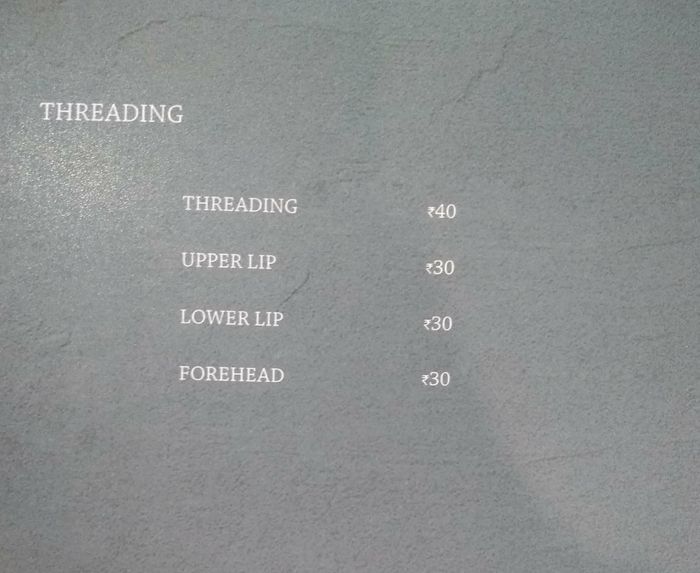 THREADING
THREADING ₹40
UPPER LIP ₹30
LOWER LIP ₹30
FOREHEAD ₹30